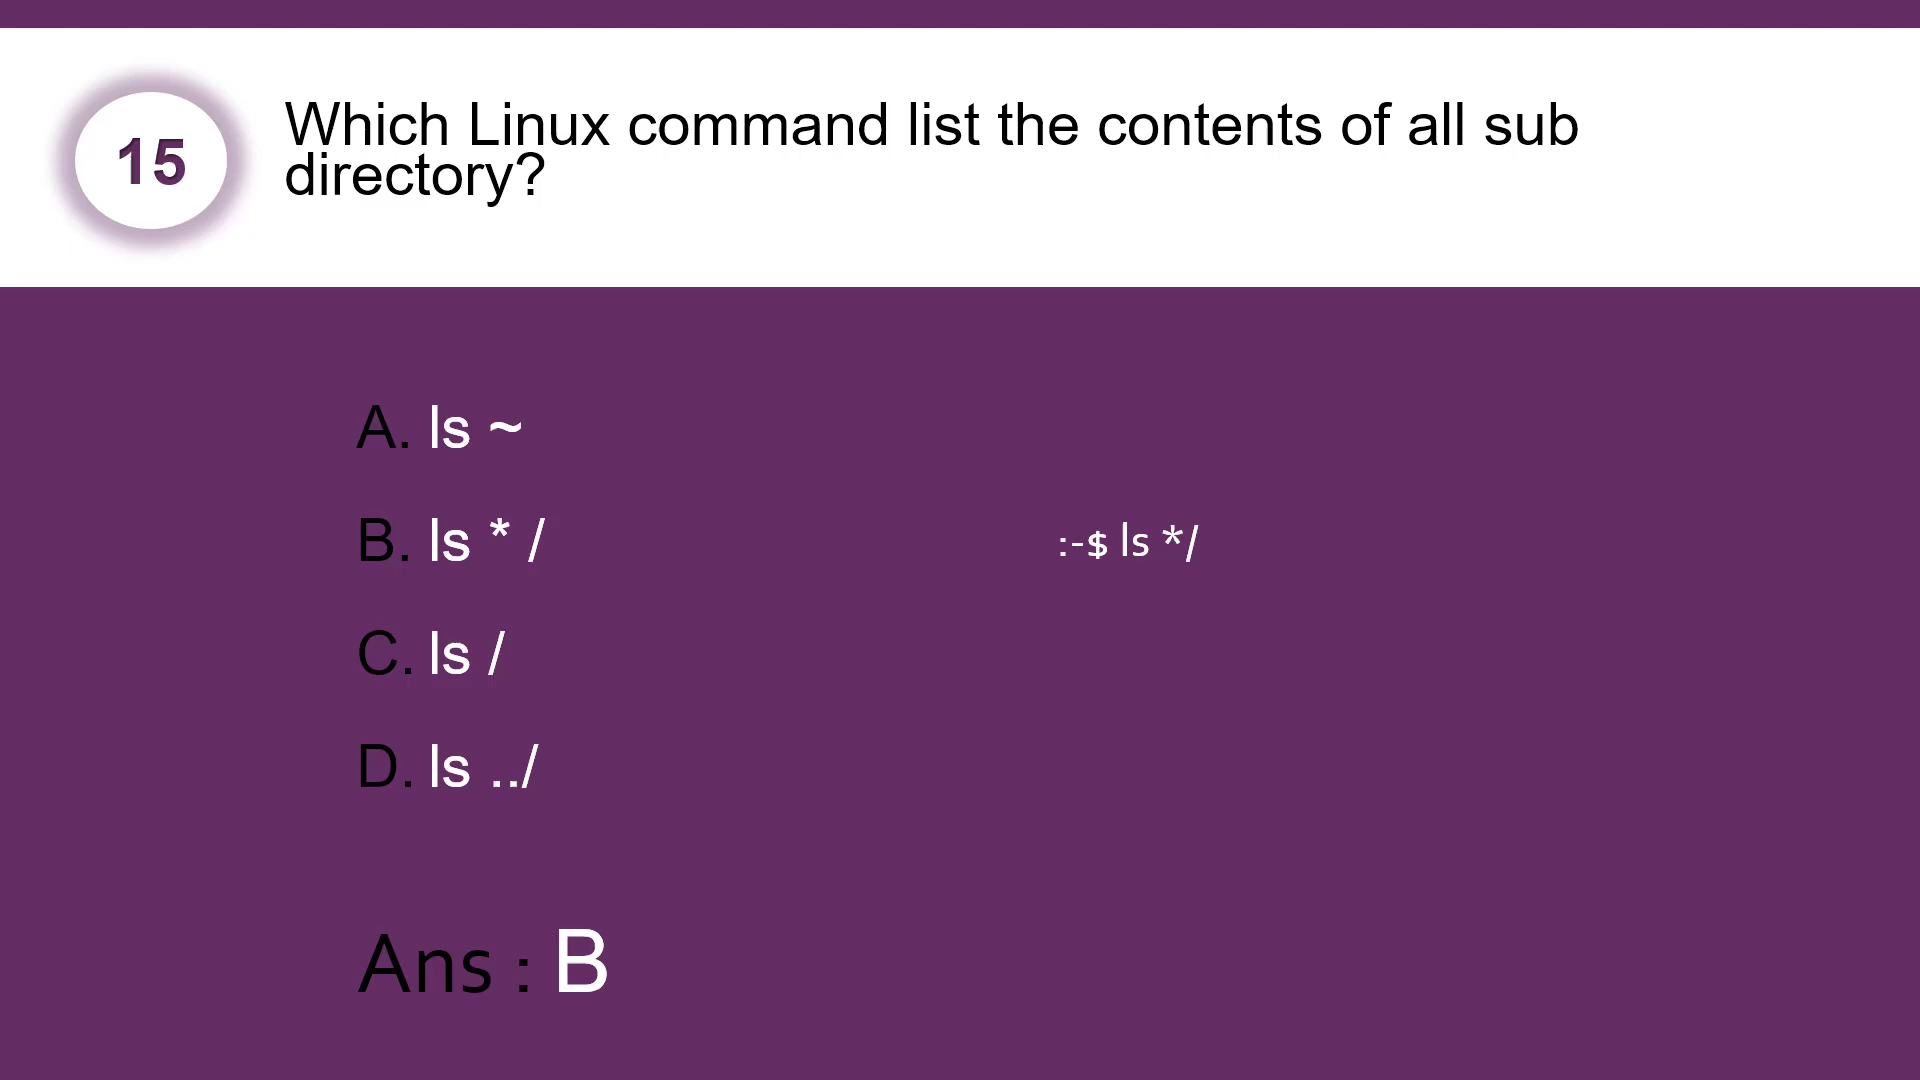 15
Which Linux command list the contents of all sub
directory?
A. ls ~
B. ls * /
:-$ ls */
C. ls /
D. ls ../
Ans : B